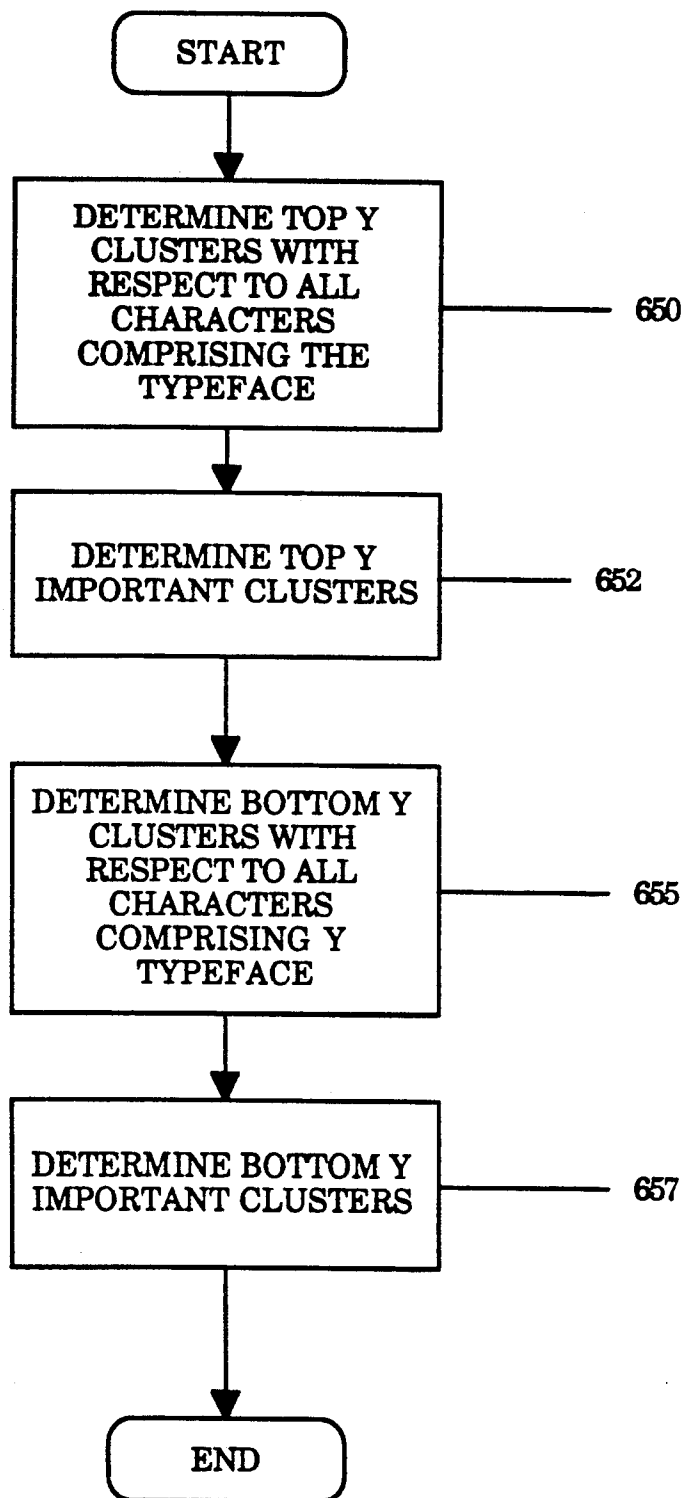 START
DETERMINE TOP Y
CLUSTERS WITH
RESPECT TO ALL
CHARACTERS
COMPRISING THE
TYPEFACE
650
DETERMINE TOP Y
IMPORTANT CLUSTERS
652
DETERMINE BOTTOM Y
CLUSTERS WITH
RESPECT TO ALL
CHARACTERS
COMPRISING Y
TYPEFACE
655
DETERMINE BOTTOM Y
IMPORTANT CLUSTERS
657
END